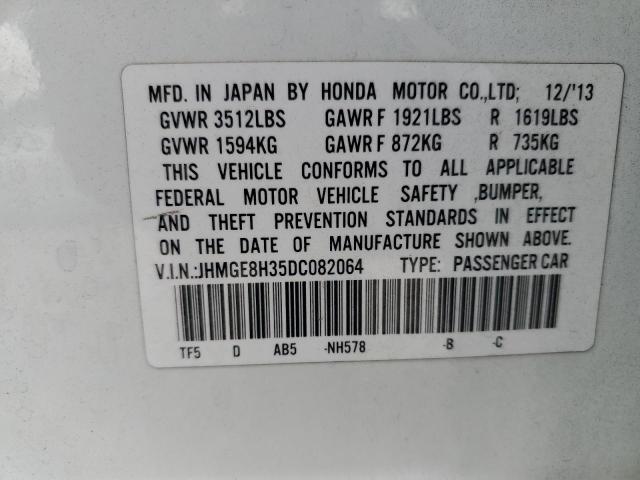 MFD. IN JAPAN BY HONDA MOTOR CO.,LTD; 12/'13
GVWR 3512LBS GAWR F 1921LBS R 1619LBS
GVWR 1594KG GAWR F 872KG R 735KG
THIS VEHICLE CONFORMS TO ALL APPLICABLE
FEDERAL MOTOR VEHICLE SAFETY ,BUMPER,
AND THEFT PREVENTION STANDARDS IN EFFECT
ON THE DATE OF MANUFACTURE SHOWN ABOVE.
V.I.N.:JHMGE8H35DC082064 TYPE: PASSENGER CAR
TF5 D AB5 -NH578 -B -C